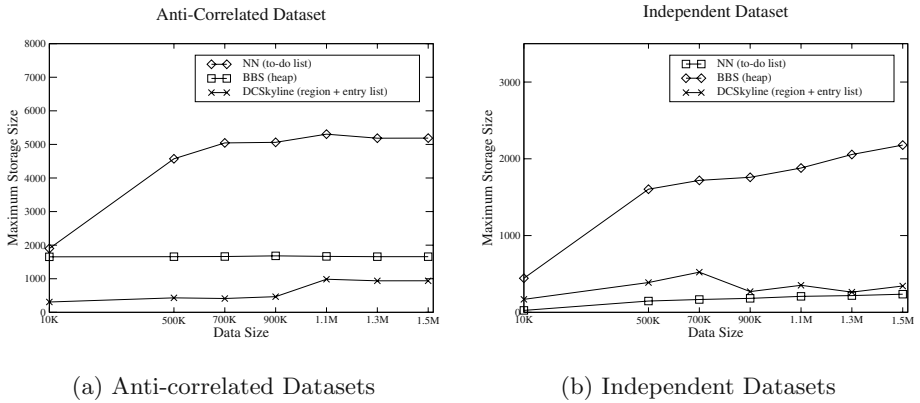 Anti-Correlated Dataset
8000
7000
6000
5000
4000
3000
2000
1000
0
Maximum Storage Size
NN (to-do list)
BBS (heap)
DCSkyline (region + entry list)
10K 500K 700K 900K 1.1M 1.3M 1.5M
Data Size
(a) Anti-correlated Datasets
Independent Dataset
3000
2000
1000
0
Maximum Storage Size
NN (to-do list)
BBS (heap)
DCSkyline (region + entry list)
10K 500K 700K 900K 1.1M 1.3M 1.5M
Data Size
(b) Independent Datasets